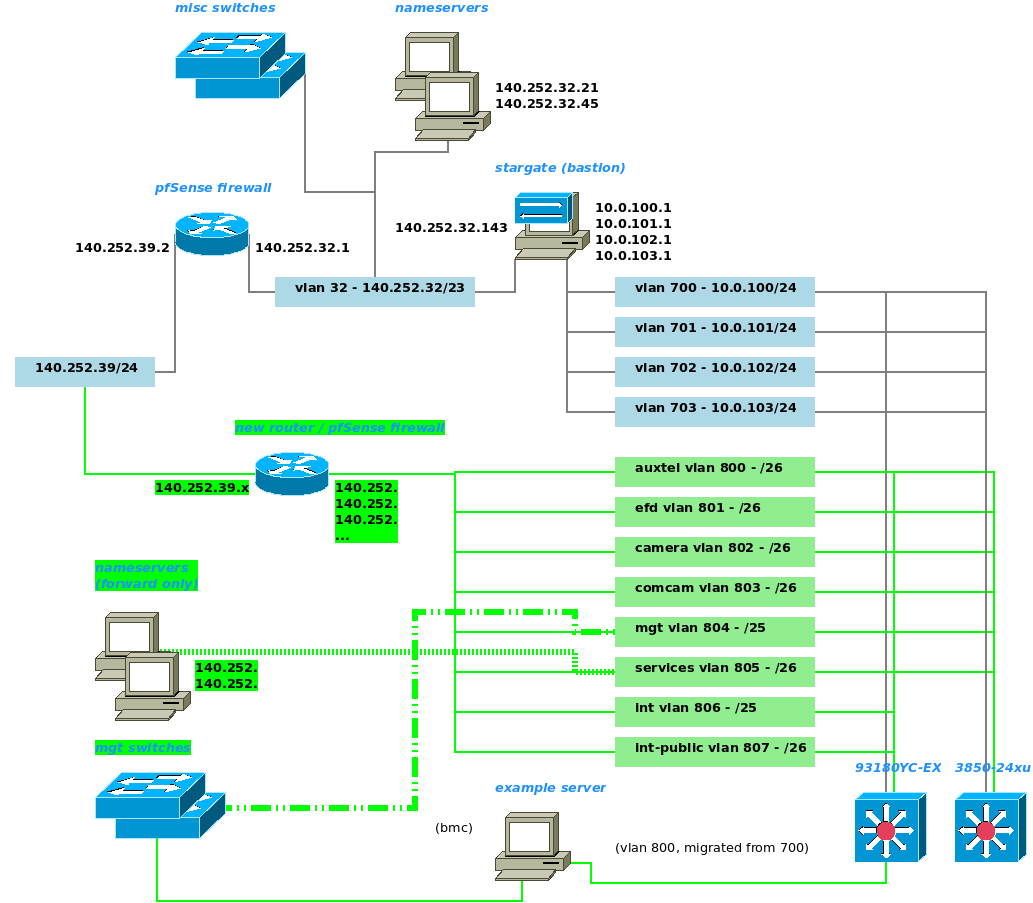 misc switches
nameservers
140.252.32.21
140.252.32.45
stargate (bastion)
pfSense firewall
10.0.100.1
10.0.101.1
10.0.102.1
10.0.103.1
140.252.32.143
140.252.39.2
140.252.32.1
vlan 32 - 140.252.32/23
vlan 700 - 10.0.100/24
vlan 701 - 10.0.101/24
vlan 702 - 10.0.102/24
vlan 703 - 10.0.103/24
140.252.39/24
new router / pfSense firewall
140.252.39.x
140.252.
140.252.
140.252.
...
auxtel vlan 800 - /26
efd vlan 801 - /26
camera vlan 802 - /26
comcam vlan 803 - /26
mgt vlan 804 - /25
services vlan 805 - /26
int vlan 806 - /25
int-public vlan 807 - /26
nameservers
(forward only)
140.252.
140.252.
mgt switches
93180YC-EX
3850-24xu
example server
(bmc)
(vlan 800, migrated from 700)